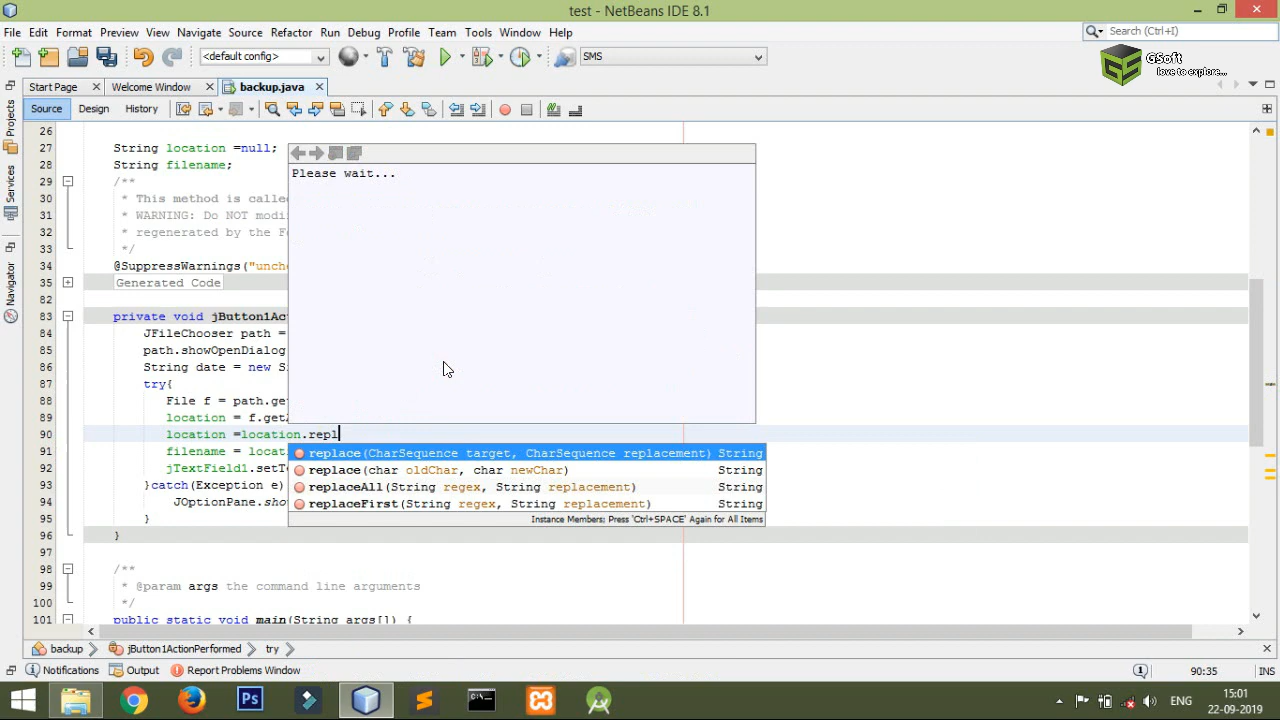 test - NetBeans IDE 8.1
File Edit Format Preview View Navigate Source Refactor Run Debug Profile Team Tools Window Help
Search (Ctrl+I)
<default config>
SMS
GSoft
love to explore...
Start Page
Welcome Window
backup.java
Source Design History
Projects
Services
Navigator
26
27 String location =null;
28 String filename;
29 /**
30 * This method is calle
31 * WARNING: Do NOT modi
32 * regenerated by the F
33 */
34 @SuppressWarnings("unch
35 Generated Code
82
83 private void jButton1Act
84 JFileChooser path =
85 path.showOpenDialog
86 String date = new S
87 try{
88 File f = path.ge
89 location = f.get
90 location =location.repl
91 filename = locat
92 jTextField1.setT
93 }catch(Exception e)
94 JOptionPane.sho
95 }
96 }
97
98 /**
99 * @param args the command line arguments
100 */
101 public static void main(String args[]) {
Please wait...
replace(CharSequence target, CharSequence replacement) String
replace(char oldChar, char newChar) String
replaceAll(String regex, String replacement) String
replaceFirst(String regex, String replacement) String
Instance Members; Press 'Ctrl+SPACE' Again for All Items
backup jButton1ActionPerformed try
Notifications Output Report Problems Window
1
90:35
INS
Ps
ENG
15:01
22-09-2019